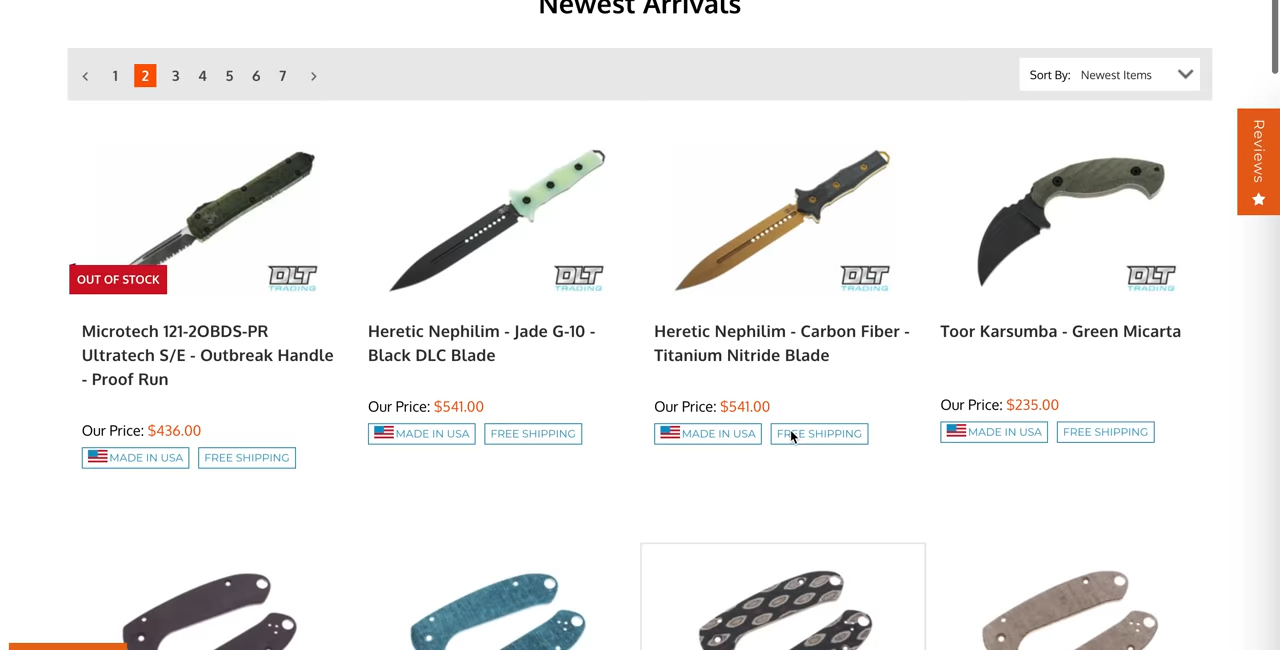 Newest Arrivals
1 2 3 4 5 6 7
Sort By: Newest Items
Reviews
OUT OF STOCK
DLT
TRADING
DLT
TRADING
DLT
TRADING
DLT
TRADING
Microtech 121-2OBDS-PR
Ultratech S/E - Outbreak Handle
- Proof Run
Our Price: $436.00
MADE IN USA
FREE SHIPPING
Heretic Nephilim - Jade G-10 -
Black DLC Blade
Our Price: $541.00
MADE IN USA
FREE SHIPPING
Heretic Nephilim - Carbon Fiber -
Titanium Nitride Blade
Our Price: $541.00
MADE IN USA
FREE SHIPPING
Toor Karsumba - Green Micarta
Our Price: $235.00
MADE IN USA
FREE SHIPPING